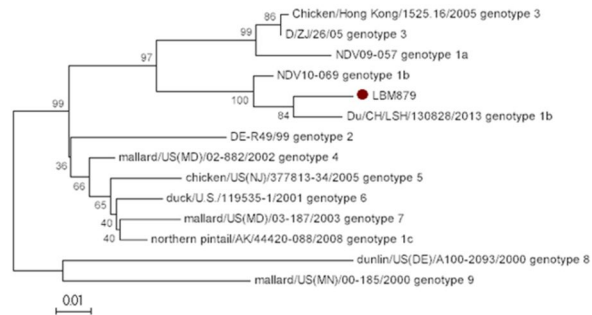 86
Chicken/Hong Kong/1525.16/2005 genotype 3
99
D/ZJ/26/05 genotype 3
97
NDV09-057 genotype 1a
NDV10-069 genotype 1b
100
LBM879
99
84
Du/CH/LSH/130828/2013 genotype 1b
DE-R49/99 genotype 2
36
mallard/US(MD)/02-882/2002 genotype 4
66
chicken/US(NJ)/377813-34/2005 genotype 5
65
duck/U.S./119535-1/2001 genotype 6
40
mallard/US(MD)/03-187/2003 genotype 7
40
northern pintail/AK/44420-088/2008 genotype 1c
dunlin/US(DE)/A100-2093/2000 genotype 8
mallard/US(MN)/00-185/2000 genotype 9
0.01